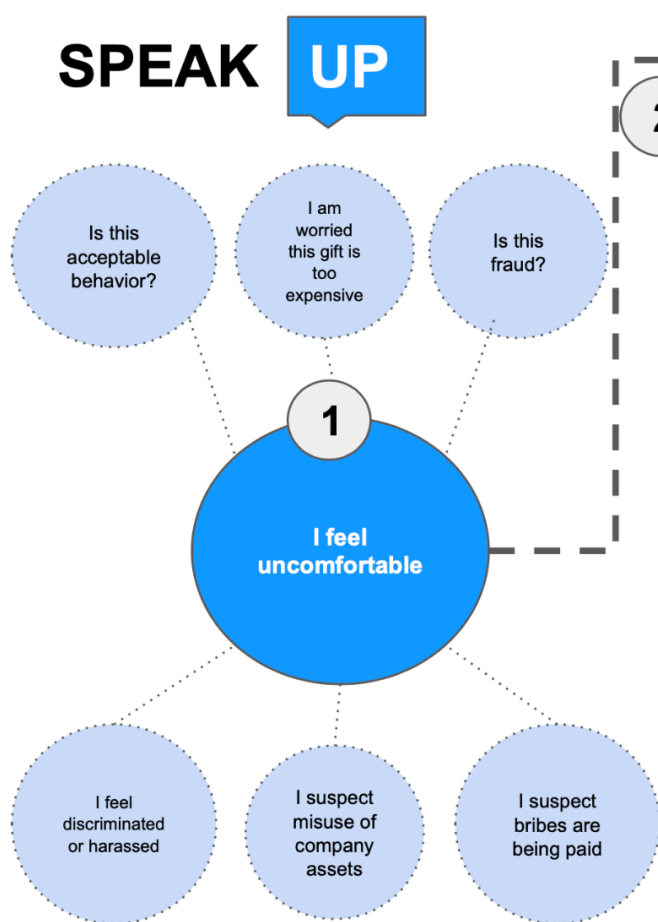 SPEAK UP
Is this
acceptable
behavior?
I am
worried
this gift is
too
expensive
Is this
fraud?
1
2
I feel
uncomfortable
I feel
discriminated
or harassed
I suspect
misuse of
company
assets
I suspect
bribes are
being paid